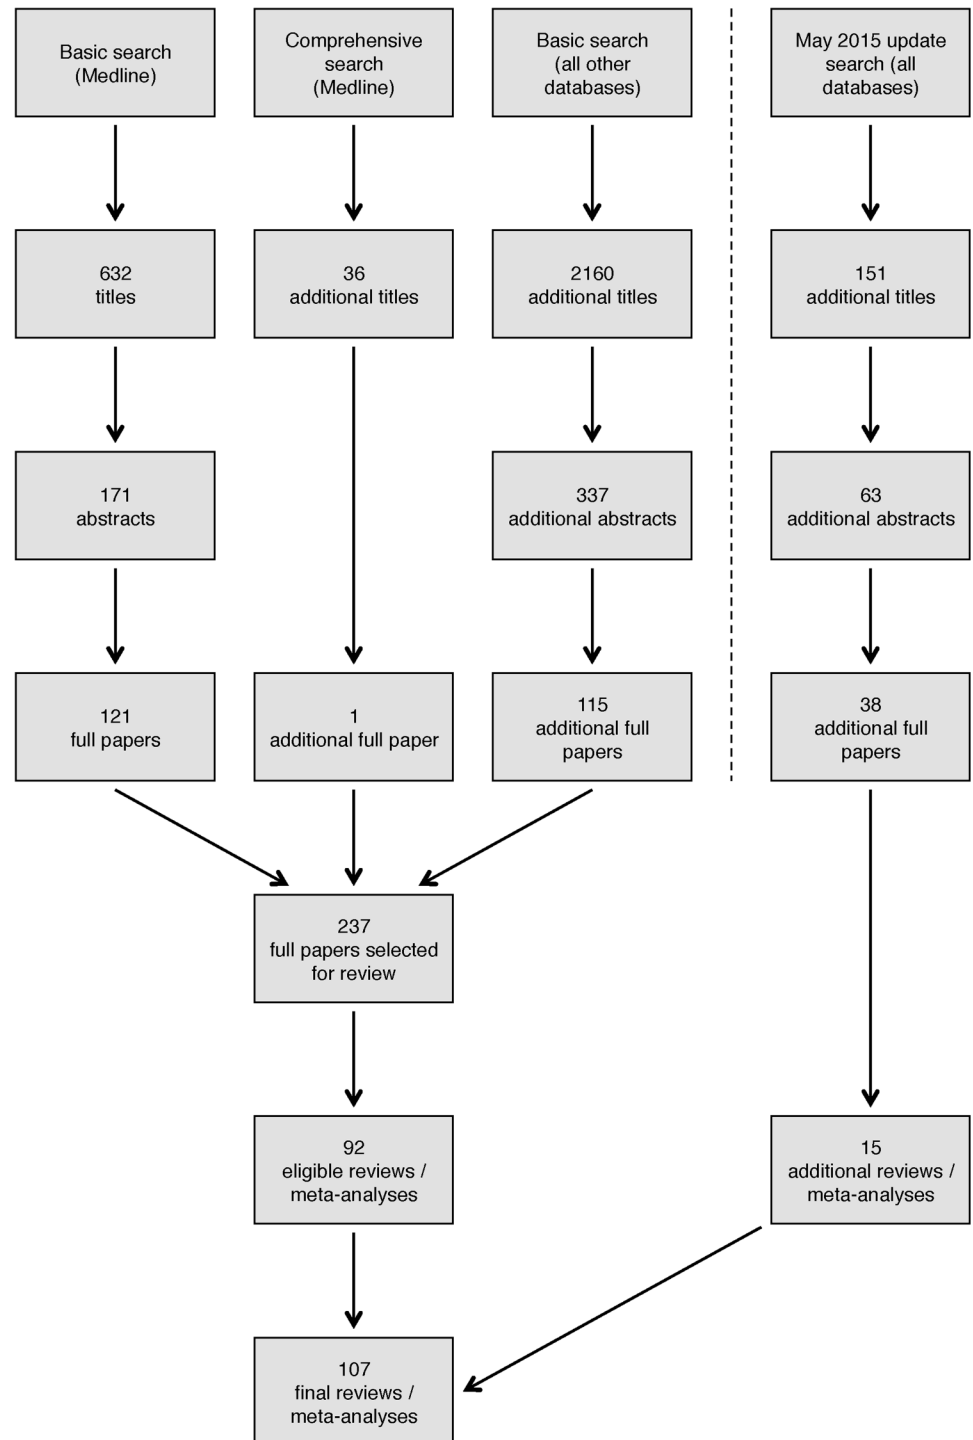 Basic search
(Medline)
Comprehensive
search
(Medline)
Basic search
(all other
databases)
May 2015 update
search (all
databases)
632
titles
36
additional titles
2160
additional titles
151
additional titles
171
abstracts
337
additional abstracts
63
additional abstracts
121
full papers
1
additional full paper
115
additional full
papers
38
additional full
papers
237
full papers selected
for review
92
eligible reviews /
meta-analyses
15
additional reviews /
meta-analyses
107
final reviews /
meta-analyses